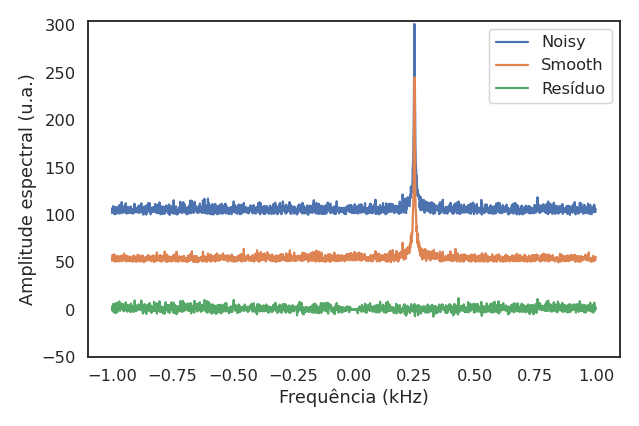 300
250
200
150
100
50
0
−50
Amplitude espectral (u.a.)
Noisy
Smooth
Resíduo
−1.00 −0.75 −0.50 −0.25 0.00 0.25 0.50 0.75 1.00
Frequência (kHz)